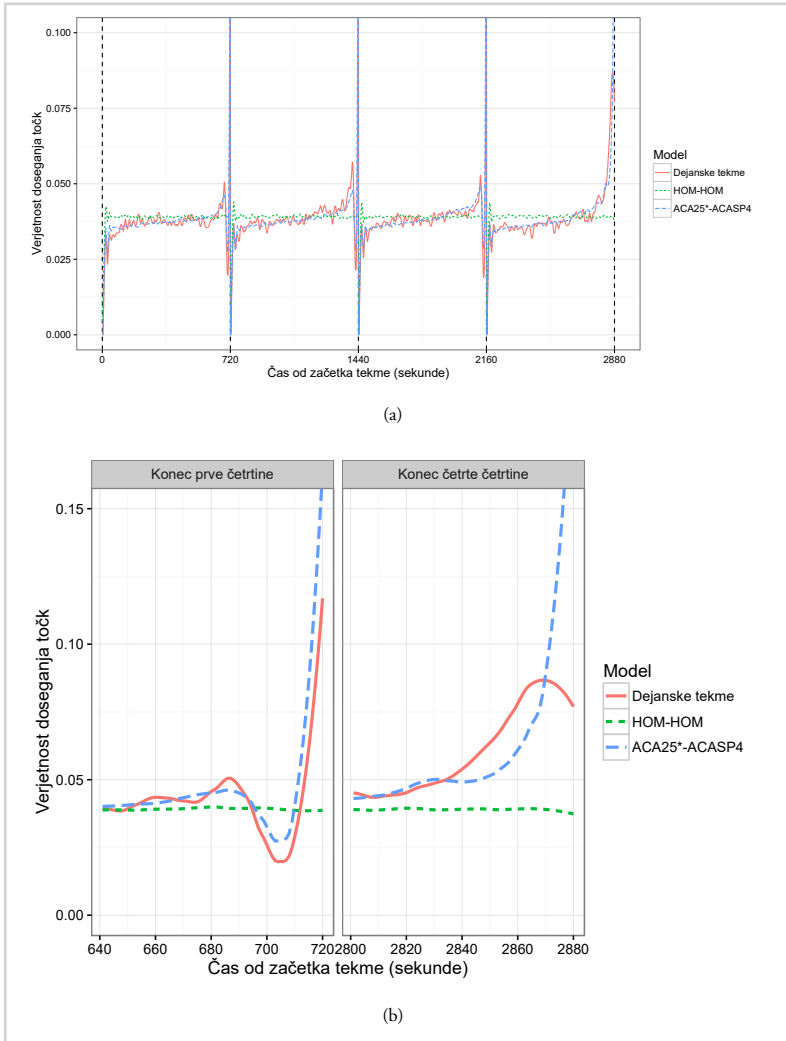 0.100
0.075
0.050
0.025
0.000
Verjetnost doseganja točk
0 720 1440 2160 2880
Čas od začetka tekme (sekunde)
Model
Dejanske tekme
HOM-HOM
ACA25*-ACASP4
(a)
Konec prve četrtine Konec četrte četrtine
0.15
0.10
0.05
0.00
Verjetnost doseganja točk
640 660 680 700 720 2800 2820 2840 2860 2880
Čas od začetka tekme (sekunde)
Model
Dejanske tekme
HOM-HOM
ACA25*-ACASP4
(b)